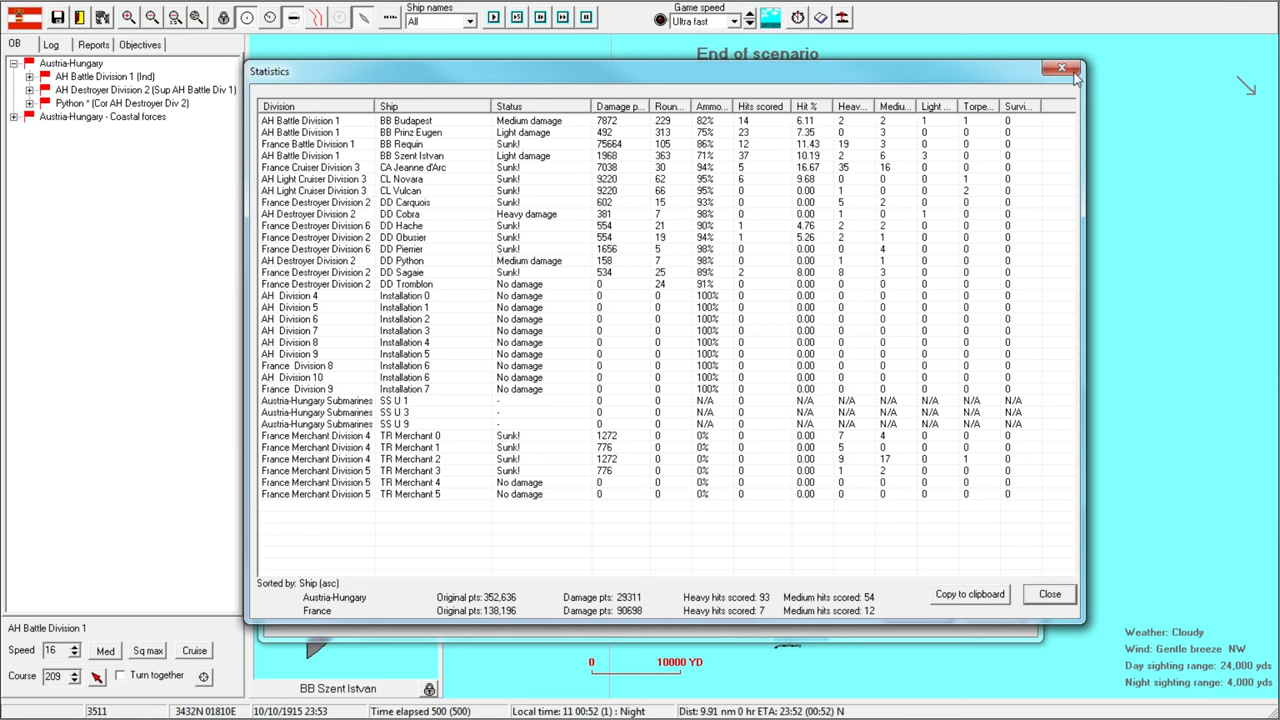 Ship names
All
Game speed
Ultra fast
OB Log Reports Objectives
Austria-Hungary
AH Battle Division 1 (Ind)
AH Destroyer Division 2 (Sup AH Battle Div 1)
Python * (Cor AH Destroyer Div 2)
Austria-Hungary - Coastal forces
End of scenario
Statistics
Division Ship Status Damage p... Roun... Ammo... Hits scored Hit % Heav... Mediu... Light ... Torpe... Survi...
AH Battle Division 1 BB Budapest Medium damage 7872 229 82% 14 6.11 2 2 1 1 0
AH Battle Division 1 BB Prinz Eugen Light damage 492 313 75% 23 7.35 2 3 0 0 0
France Battle Division 1 BB Requin Sunk! 75664 105 86% 12 11.43 19 3 0 0 0
AH Battle Division 1 BB Szent Istvan Light damage 1968 363 71% 37 10.19 2 6 3 0 0
France Cruiser Division 3 CA Jeanne d'Arc Sunk! 7038 30 94% 5 16.67 35 16 0 0 0
AH Light Cruiser Division 3 CL Novara Sunk! 9220 62 95% 6 9.68 0 0 0 1 0
AH Light Cruiser Division 3 CL Vulcan Sunk! 9220 66 95% 0 0.00 1 0 0 2 0
France Destroyer Division 2 DD Carquois Sunk! 602 15 93% 0 0.00 5 2 0 0 0
AH Destroyer Division 2 DD Cobra Heavy damage 381 7 98% 0 0.00 1 0 1 0 0
France Destroyer Division 6 DD Hache Sunk! 554 21 90% 1 4.76 2 2 0 0 0
France Destroyer Division 2 DD Obusier Sunk! 554 19 94% 1 5.26 2 1 0 0 0
France Destroyer Division 6 DD Pierrier Sunk! 1656 5 98% 0 0.00 0 4 0 0 0
AH Destroyer Division 2 DD Python Medium damage 158 7 98% 0 0.00 1 1 0 0 0
France Destroyer Division 2 DD Sagaie Sunk! 534 25 89% 2 8.00 8 3 0 0 0
France Destroyer Division 2 DD Tromblon No damage 0 24 91% 0 0.00 0 0 0 0 0
AH Division 4 Installation 0 No damage 0 0 100% 0 0.00 0 0 0 0 0
AH Division 5 Installation 1 No damage 0 0 100% 0 0.00 0 0 0 0 0
AH Division 6 Installation 2 No damage 0 0 100% 0 0.00 0 0 0 0 0
AH Division 7 Installation 3 No damage 0 0 100% 0 0.00 0 0 0 0 0
AH Division 8 Installation 4 No damage 0 0 100% 0 0.00 0 0 0 0 0
AH Division 9 Installation 5 No damage 0 0 100% 0 0.00 0 0 0 0 0
France Division 8 Installation 6 No damage 0 0 100% 0 0.00 0 0 0 0 0
AH Division 10 Installation 6 No damage 0 0 100% 0 0.00 0 0 0 0 0
France Division 9 Installation 7 No damage 0 0 100% 0 0.00 0 0 0 0 0
Austria-Hungary Submarines SS U 1 - 0 0 N/A 0 N/A N/A N/A N/A N/A N/A
Austria-Hungary Submarines SS U 3 - 0 0 N/A 0 N/A N/A N/A N/A N/A N/A
Austria-Hungary Submarines SS U 9 - 0 0 N/A 0 N/A N/A N/A N/A N/A N/A
France Merchant Division 4 TR Merchant 0 Sunk! 1272 0 0% 0 0.00 7 4 0 0 0
France Merchant Division 4 TR Merchant 1 Sunk! 776 0 0% 0 0.00 5 0 0 0 0
France Merchant Division 4 TR Merchant 2 Sunk! 1272 0 0% 0 0.00 9 17 0 1 0
France Merchant Division 5 TR Merchant 3 Sunk! 776 0 0% 0 0.00 1 2 0 0 0
France Merchant Division 5 TR Merchant 4 No damage 0 0 0% 0 0.00 0 0 0 0 0
France Merchant Division 5 TR Merchant 5 No damage 0 0 0% 0 0.00 0 0 0 0 0
Sorted by: Ship (asc)
Austria-Hungary Original pts: 352,636 Damage pts: 29311 Heavy hits scored: 93 Medium hits scored: 54
France Original pts: 138,196 Damage pts: 90698 Heavy hits scored: 7 Medium hits scored: 12
Copy to clipboard Close
AH Battle Division 1
Speed 16 Med Sq max Cruise
Course 209 Turn together
BB Szent Istvan
0 10000 YD
Weather: Cloudy
Wind: Gentle breeze NW
Day sighting range: 24,000 yds
Night sighting range: 4,000 yds
3511 3432N 01810E 10/10/1915 23:53 Time elapsed 500 (500) Local time: 11 00:52 (1) : Night Dist: 9.91 nm 0 hr ETA: 23:52 (00:52) N